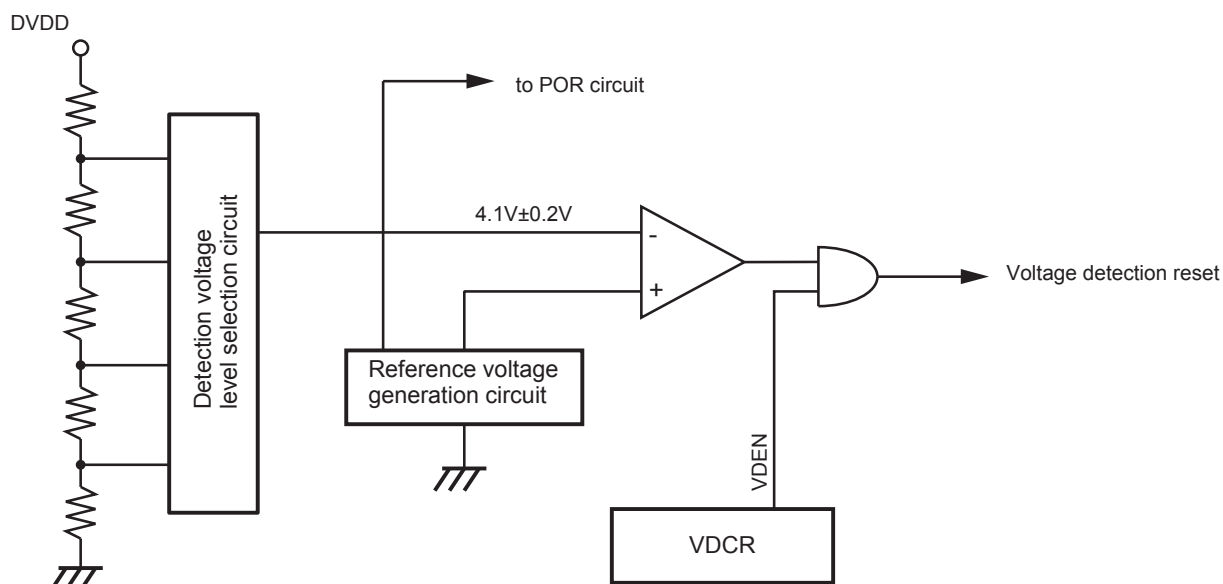 DVDD
to POR circuit
Detection voltage
level selection circuit
4.1V±0.2V
-
+
Voltage detection reset
Reference voltage
generation circuit
VDEN
VDCR